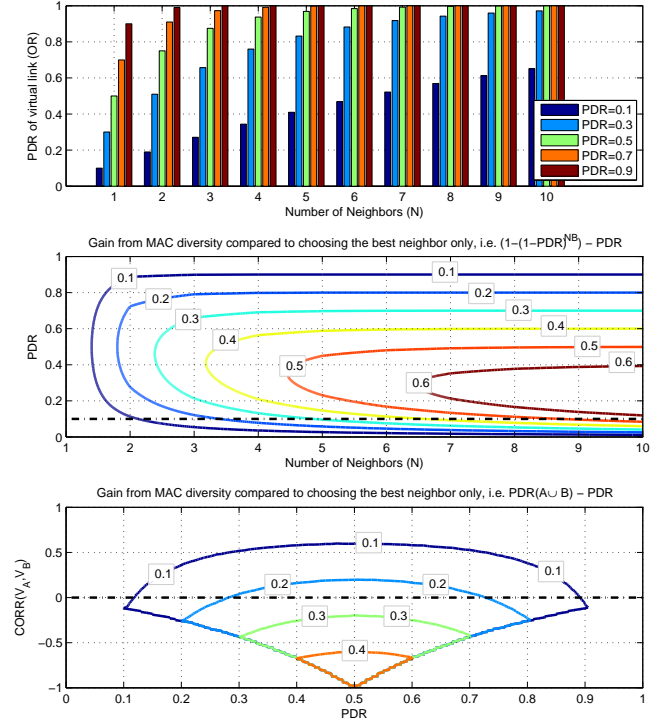 1
0.8
0.6
0.4
0.2
0
PDR of virtual link (OR)
1 2 3 4 5 6 7 8 9 10
Number of Neighbors (N)
PDR=0.1
PDR=0.3
PDR=0.5
PDR=0.7
PDR=0.9
Gain from MAC diversity compared to choosing the best neighbor only, i.e. (1−(1−PDR)^NB) − PDR
1
0.8
0.6
0.4
0.2
0
PDR
0.1 0.1
0.2 0.2
0.3 0.3
0.4 0.4
0.5 0.5
0.6 0.6
1 2 3 4 5 6 7 8 9 10
Number of Neighbors (N)
Gain from MAC diversity compared to choosing the best neighbor only, i.e. PDR(A∪ B) − PDR
1
0.5
0
−0.5
−1
CORR(V_A,V_B)
0.1
0.1 0.1
0.2 0.2
0.3 0.3
0.4
0 0.1 0.2 0.3 0.4 0.5 0.6 0.7 0.8 0.9 1
PDR